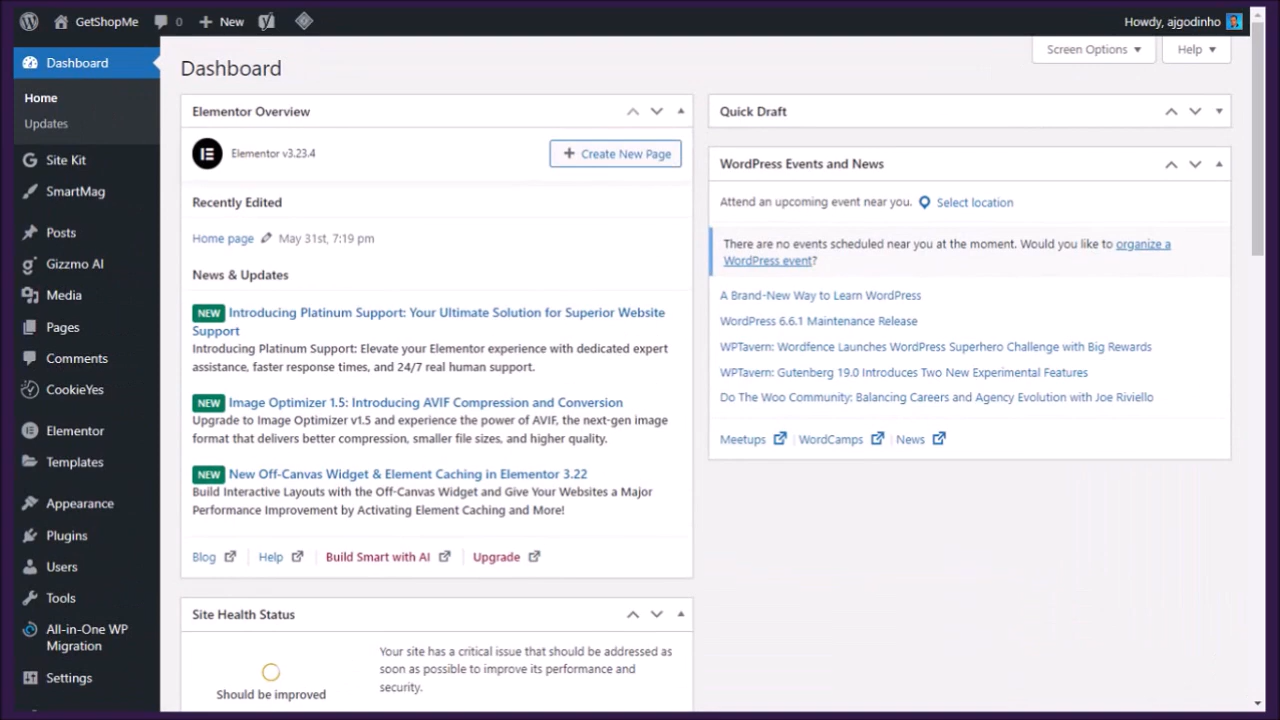 GetShopMe 0 New Howdy, ajgodinho
Dashboard
Home
Updates
Site Kit
SmartMag
Posts
Gizzmo AI
Media
Pages
Comments
CookieYes
Elementor
Templates
Appearance
Plugins
Users
Tools
All-in-One WP
Migration
Settings
Screen Options Help
Dashboard
Elementor Overview
Elementor v3.23.4
Create New Page
Recently Edited
Home page May 31st, 7:19 pm
News & Updates
NEW Introducing Platinum Support: Your Ultimate Solution for Superior Website
Support
Introducing Platinum Support: Elevate your Elementor experience with dedicated expert
assistance, faster response times, and 24/7 real human support.
NEW Image Optimizer 1.5: Introducing AVIF Compression and Conversion
Upgrade to Image Optimizer v1.5 and experience the power of AVIF, the next-gen image
format that delivers better compression, smaller file sizes, and higher quality.
NEW New Off-Canvas Widget & Element Caching in Elementor 3.22
Build Interactive Layouts with the Off-Canvas Widget and Give Your Websites a Major
Performance Improvement by Activating Element Caching and More!
Blog Help Build Smart with AI Upgrade
Site Health Status
Should be improved
Your site has a critical issue that should be addressed as
soon as possible to improve its performance and
security.
Quick Draft
WordPress Events and News
Attend an upcoming event near you. Select location
There are no events scheduled near you at the moment. Would you like to organize a
WordPress event?
A Brand-New Way to Learn WordPress
WordPress 6.6.1 Maintenance Release
WPTavern: Wordfence Launches WordPress Superhero Challenge with Big Rewards
WPTavern: Gutenberg 19.0 Introduces Two New Experimental Features
Do The Woo Community: Balancing Careers and Agency Evolution with Joe Riviello
Meetups WordCamps News